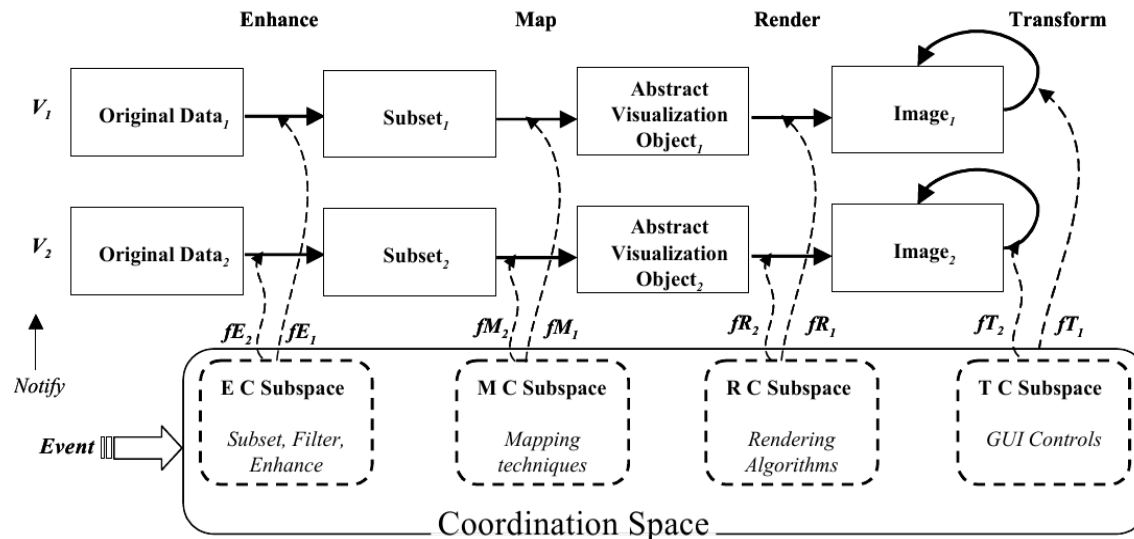 Enhance Map Render Transform
V1 Original Data1 Subset1 Abstract
Visualization
Object1 Image1
V2 Original Data2 Subset2 Abstract
Visualization
Object2 Image2
fE2 fE1 fM2 fM1 fR2 fR1 fT2 fT1
Notify
Event
E C Subspace
Subset, Filter,
Enhance
M C Subspace
Mapping
techniques
R C Subspace
Rendering
Algorithms
T C Subspace
GUI Controls
Coordination Space